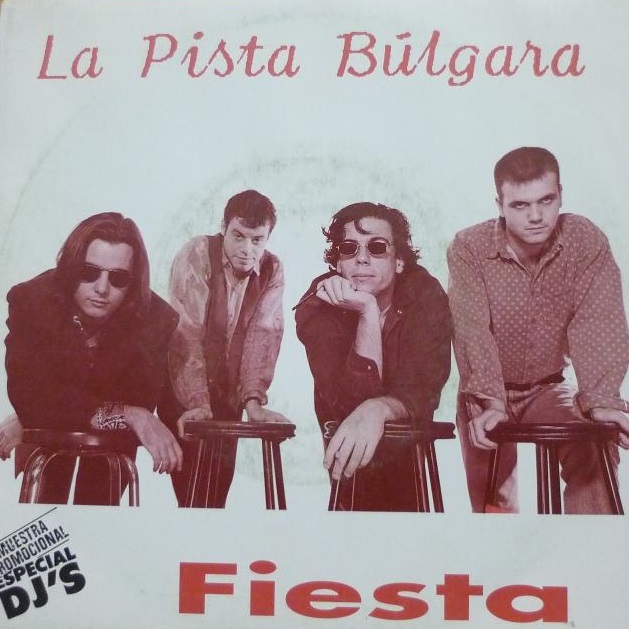 La Pista Búlgara
MUESTRA
PROMOCIONAL
ESPECIAL
DJ'S
Fiesta